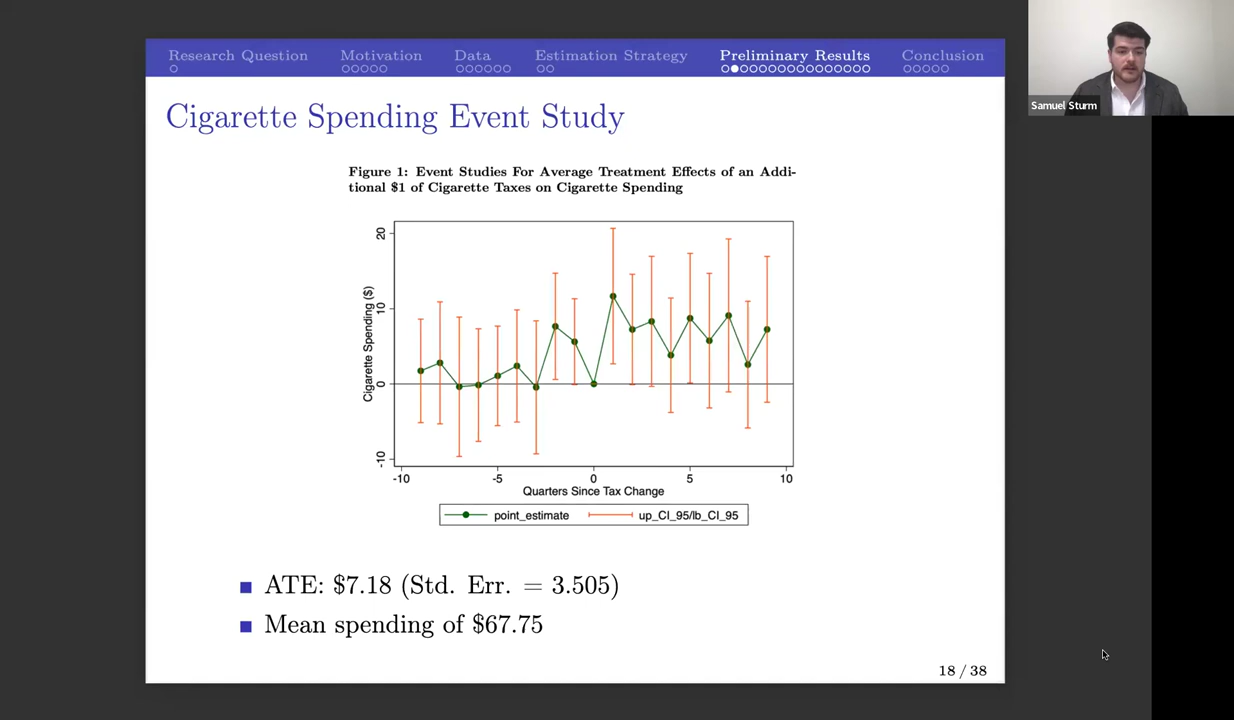 Research Question Motivation Data Estimation Strategy Preliminary Results Conclusion
Samuel Sturm
Cigarette Spending Event Study
Figure 1: Event Studies For Average Treatment Effects of an Addi-
tional $1 of Cigarette Taxes on Cigarette Spending
Cigarette Spending ($)
20
10
0
-10
-10 -5 0 5 10
Quarters Since Tax Change
point_estimate up_CI_95/lb_CI_95
ATE: $7.18 (Std. Err. = 3.505)
Mean spending of $67.75
18 / 38